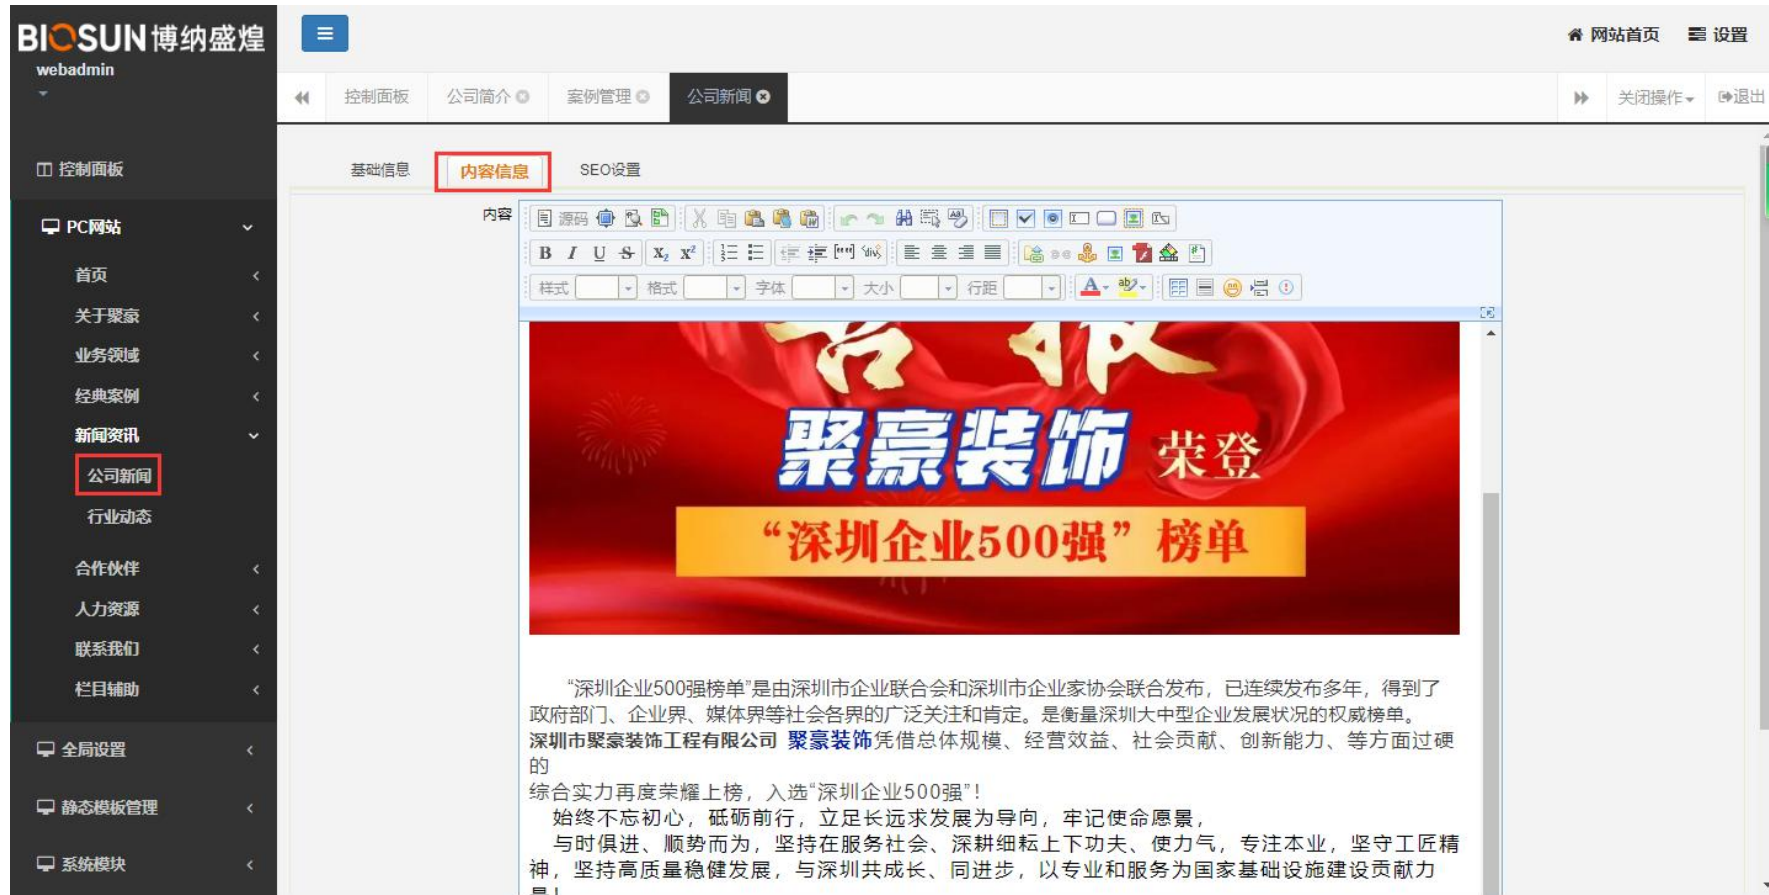 BIOSUN博纳盛煌
webadmin
网站首页
设置
控制面板
公司简介
案例管理
公司新闻
关闭操作
退出
控制面板
PC网站
首页
关于聚豪
业务领域
经典案例
新闻资讯
公司新闻
行业动态
合作伙伴
人力资源
联系我们
栏目辅助
全局设置
静态模板管理
系统模块
基础信息
内容信息
SEO设置
内容
源码
B I U S X₂ X²
样式
格式
字体
大小
行距
喜报
聚豪装饰 荣登
“深圳企业500强”榜单
“深圳企业500强榜单”是由深圳市企业联合会和深圳市企业家协会联合发布，已连续发布多年，得到了
政府部门、企业界、媒体界等社会各界的广泛关注和肯定。是衡量深圳大中型企业发展状况的权威榜单。
深圳市聚豪装饰工程有限公司 聚豪装饰凭借总体规模、经营效益、社会贡献、创新能力、等方面过硬
的
综合实力再度荣耀上榜，入选“深圳企业500强”！
始终不忘初心，砥砺前行，立足长远求发展为导向，牢记使命愿景，
与时俱进、顺势而为，坚持在服务社会、深耕细耘上下功夫、使力气，专注本业，坚守工匠精
神，坚持高质量稳健发展，与深圳共成长、同进步，以专业和服务为国家基础设施建设贡献力